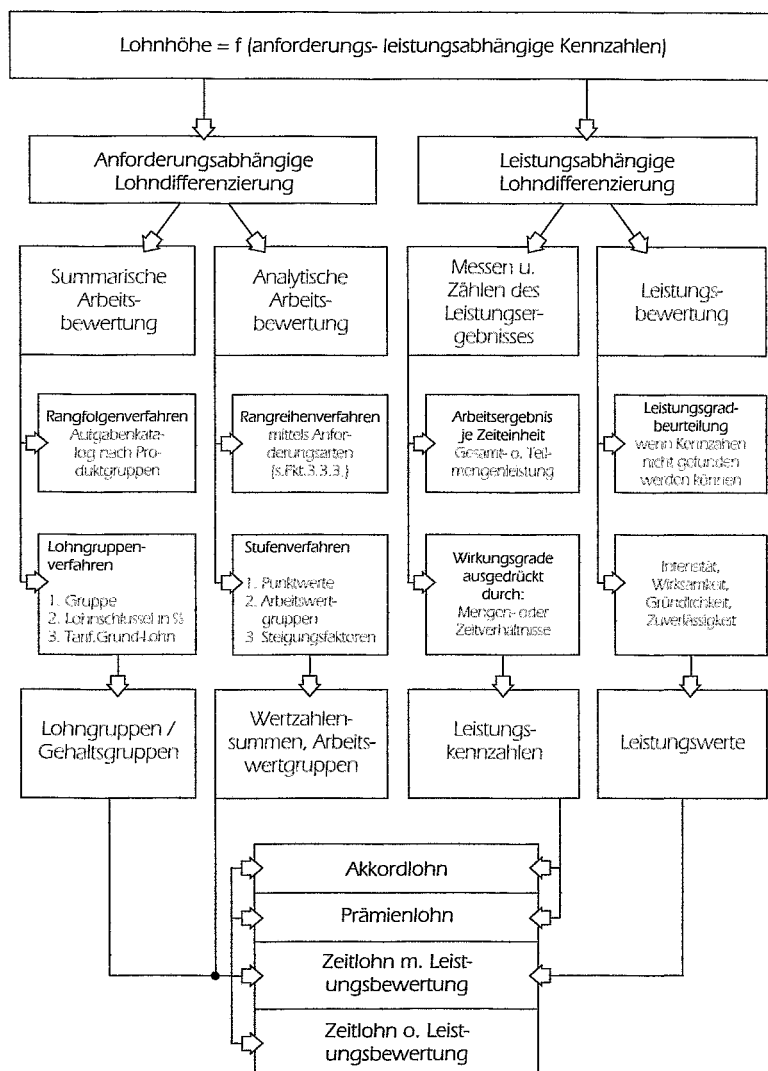 Lohnhöhe = f (anforderungs- leistungsabhängige Kennzahlen)
Anforderungsabhängige
Lohndifferenzierung
Leistungsabhängige
Lohndifferenzierung
Summarische
Arbeits-
bewertung
Analytische
Arbeits-
bewertung
Messen u.
Zählen des
Leistungser-
gebnisses
Leistungs-
bewertung
Rangfolgenverfahren
Aufgabenkata-
log nach Pro-
duktgruppen
Rangreihenverfahren
mittels Anfor-
derungsarten
(s.Pkt.3.3.3.)
Arbeitsergebnis
je Zeiteinheit
Gesamt- o. Teil-
mengenleistung
Leistungsgrad-
beurteilung
wenn Kennzahen
nicht gefunden
werden können
Lohngruppen-
verfahren
1. Gruppe
2. Lohnschlüssel in %
3. Tarif.Grund-Lohn
Stufenverfahren
1. Punktwerte
2. Arbeitswert-
gruppen
3 Steigungsfaktoren
Wirkungsgrade
ausgedrückt
durch:
Mengen- oder
Zeitverhältnisse
Intensität,
Wirksamkeit,
Gründlichkeit,
Zuverlässigkeit
Lohngruppen /
Gehaltsgruppen
Wertzahlen-
summen, Arbeits-
wertgruppen
Leistungs-
kennzahlen
Leistungswerte
Akkordlohn
Prämienlohn
Zeitlohn m. Leist-
ungsbewertung
Zeitlohn o. Leist-
ungsbewertung